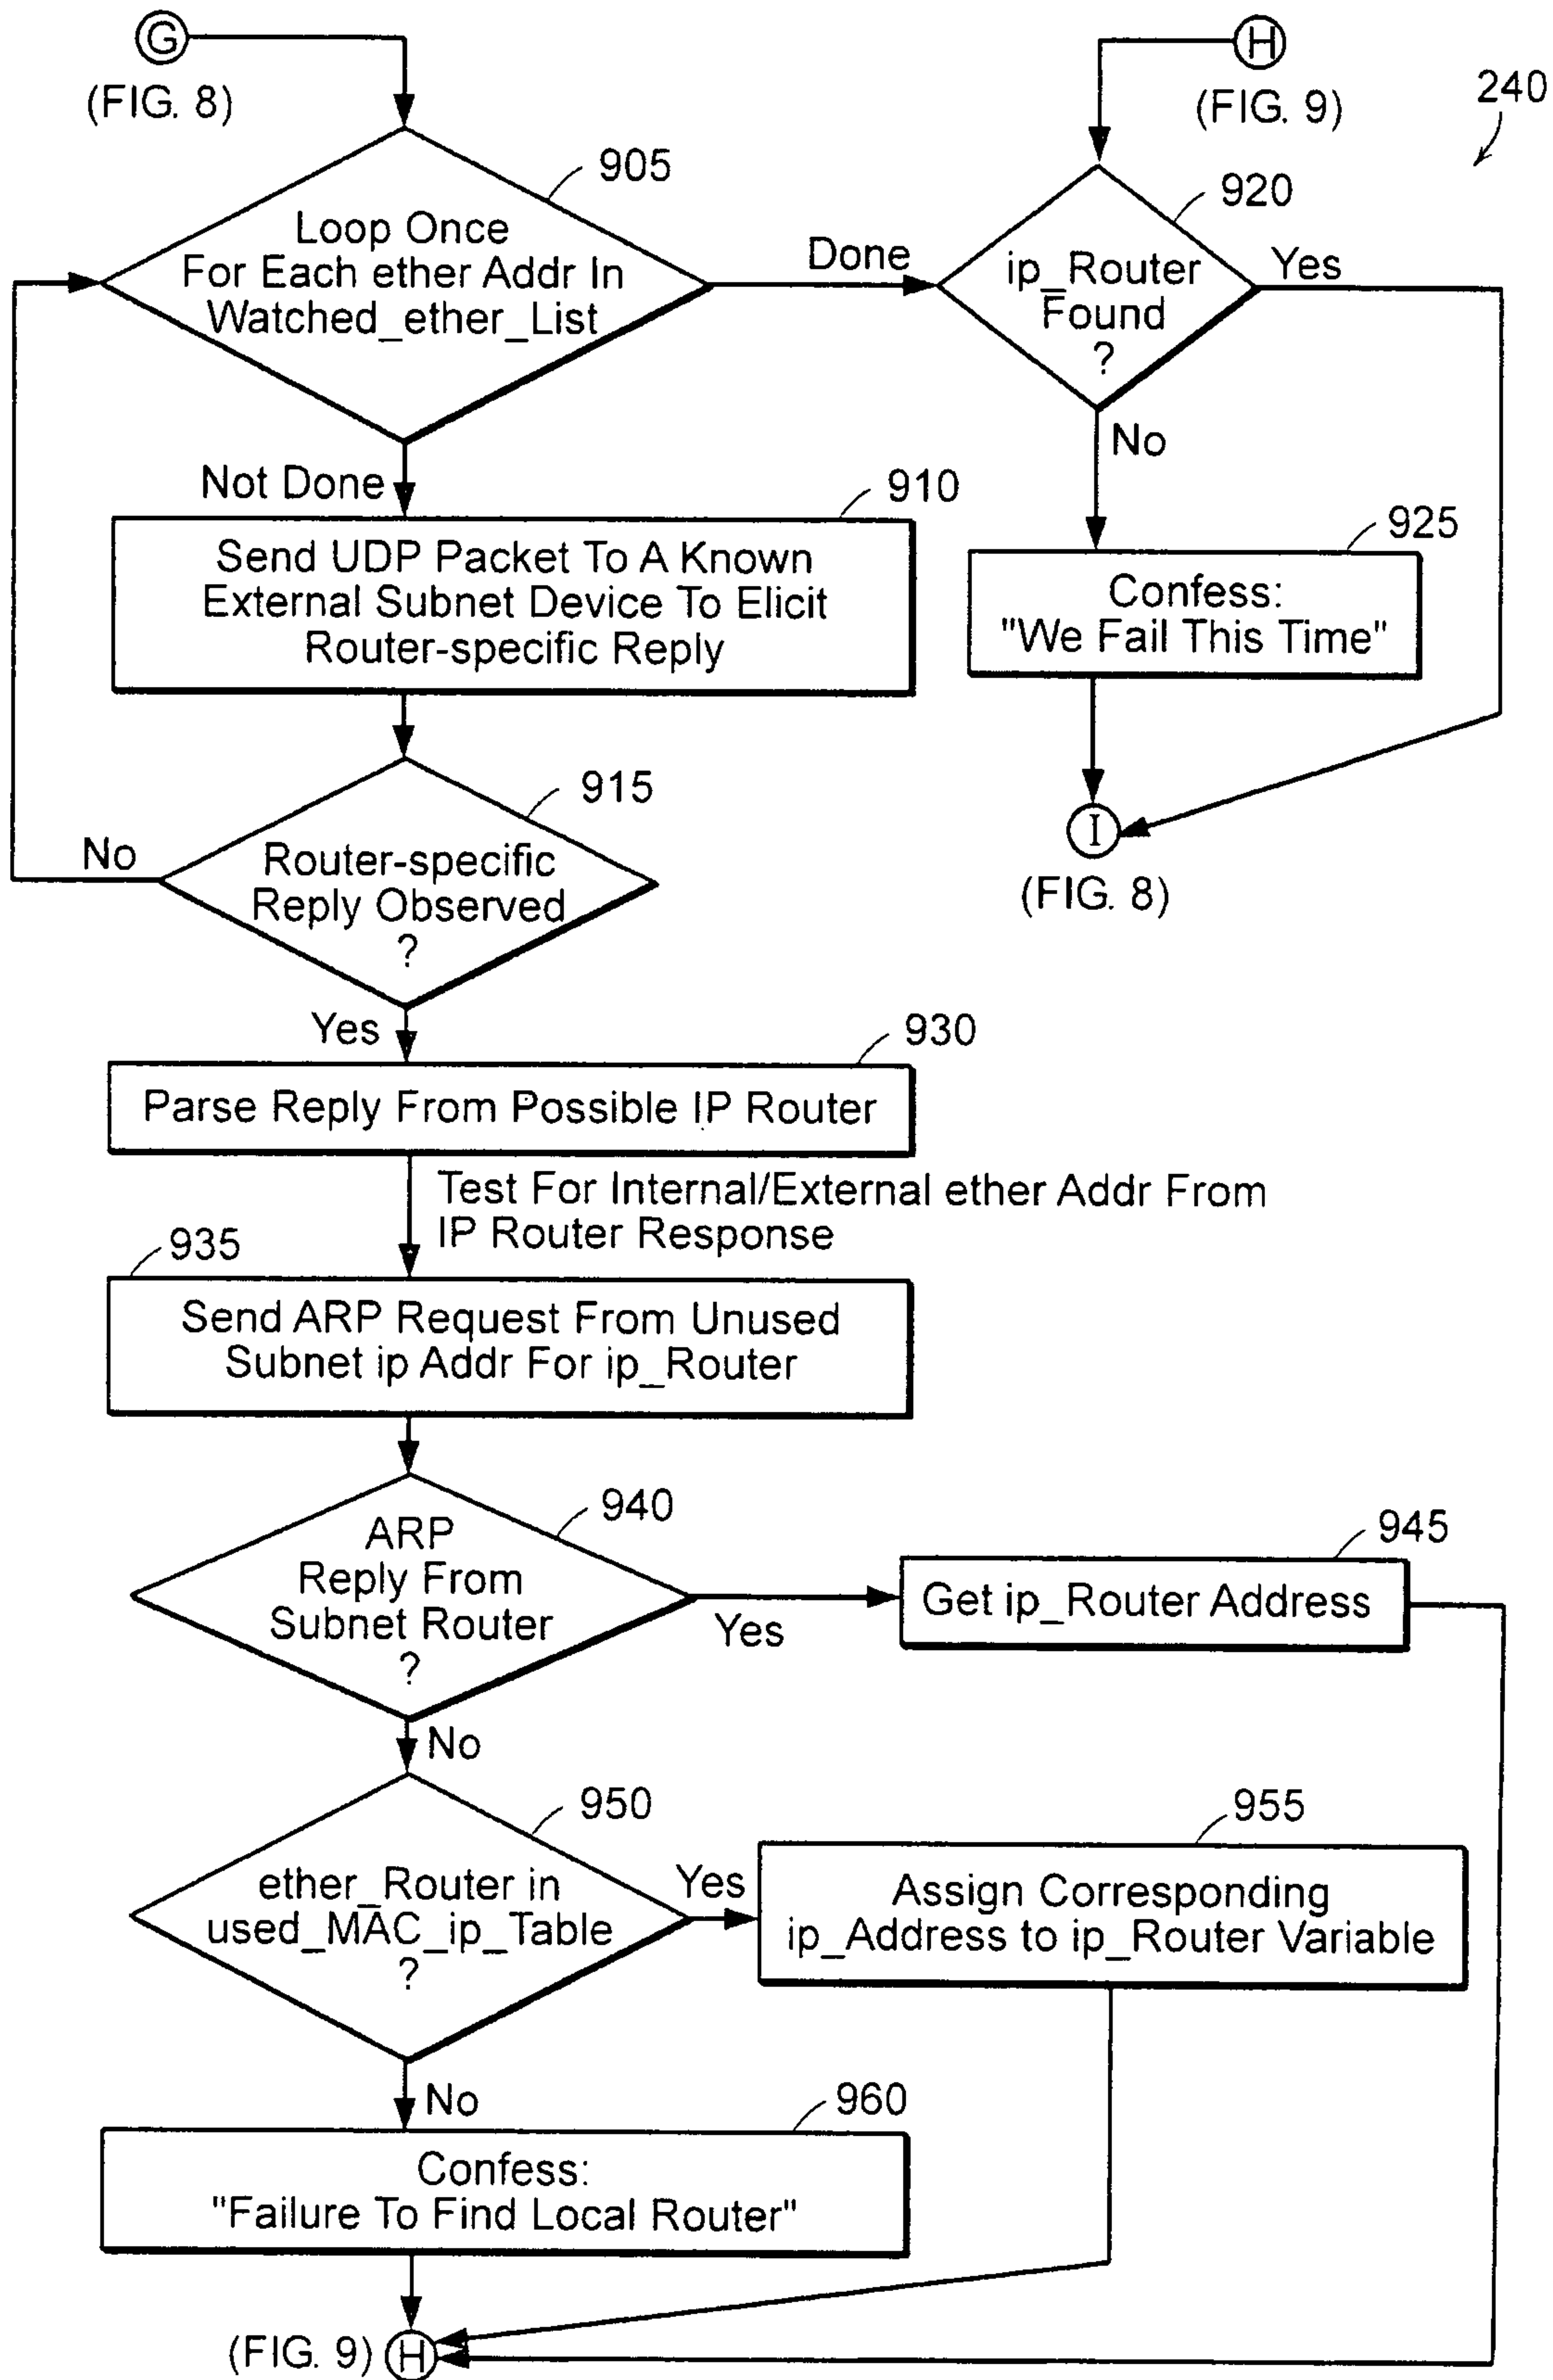 G
(FIG. 8)
H
(FIG. 9)
240
905
Loop Once
For Each ether Addr In
Watched_ether_List
Done
920
ip_Router
Found
?
Yes
No
Not Done
910
Send UDP Packet To A Known
External Subnet Device To Elicit
Router-specific Reply
925
Confess:
"We Fail This Time"
I
(FIG. 8)
915
Router-specific
Reply Observed
?
No
Yes
930
Parse Reply From Possible IP Router
Test For Internal/External ether Addr From
IP Router Response
935
Send ARP Request From Unused
Subnet ip Addr For ip_Router
940
ARP
Reply From
Subnet Router
?
Yes
945
Get ip_Router Address
No
950
ether_Router in
used_MAC_ip_Table
?
Yes
955
Assign Corresponding
ip_Address to ip_Router Variable
No
960
Confess:
"Failure To Find Local Router"
(FIG. 9)
H